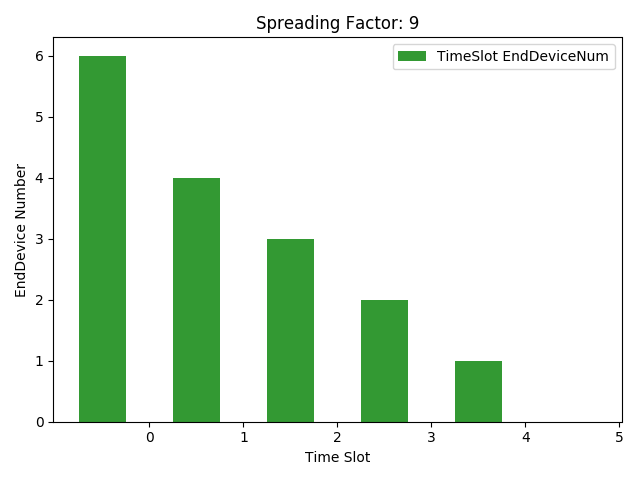 Spreading Factor: 9
TimeSlot EndDeviceNum
EndDevice Number
6
5
4
3
2
1
0
0 1 2 3 4 5
Time Slot